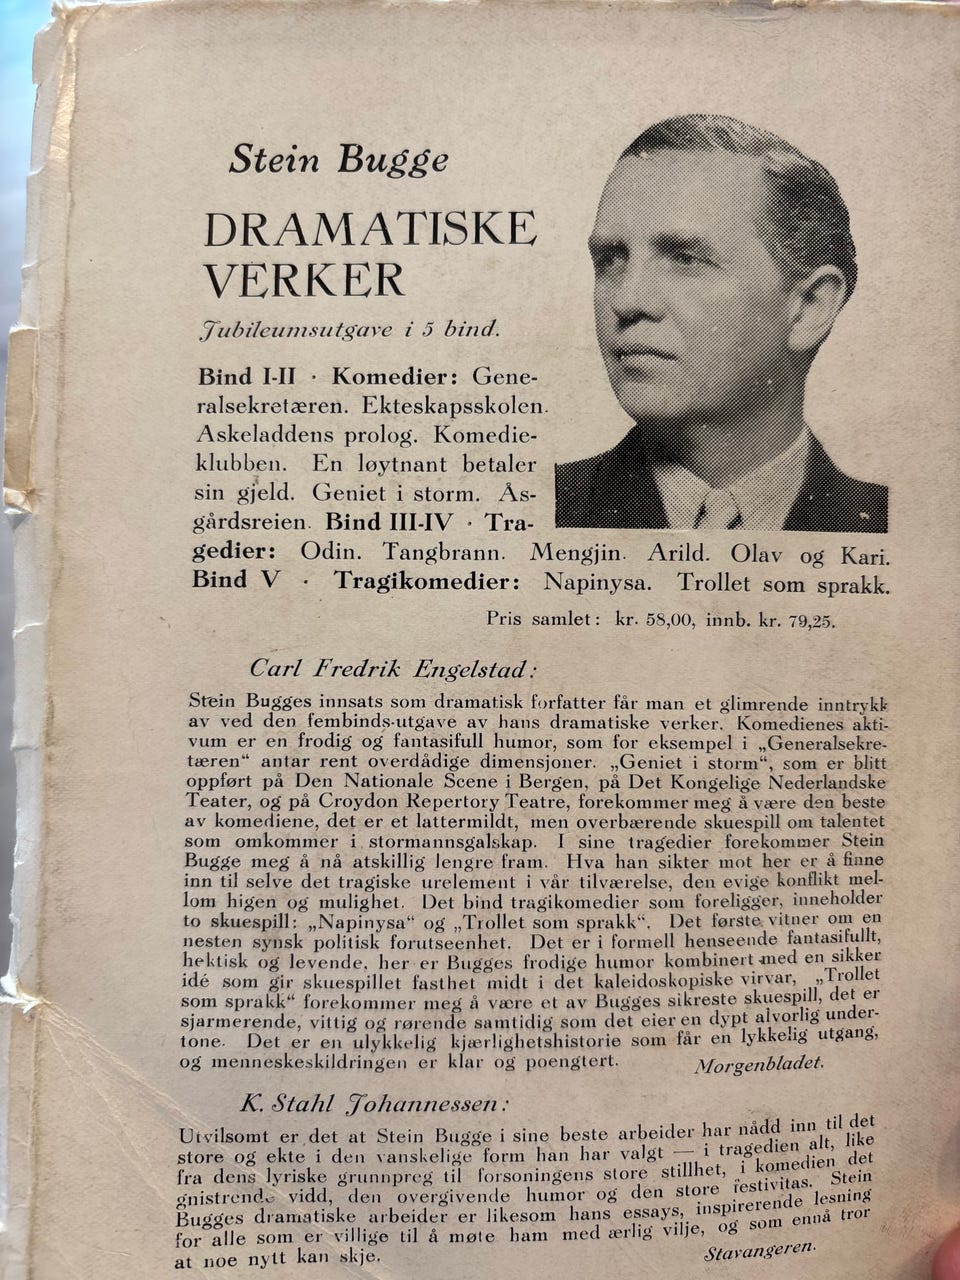 Stein Bugge
DRAMATISKE
VERKER
Jubileumsutgave i 5 bind.
Bind I-II · Komedier: Gene-
ralsekretæren. Ekteskapsskolen.
Askeladdens prolog. Komedie-
klubben. En løytnant betaler
sin gjeld. Geniet i storm. Ås-
gårdsreien. Bind III-IV · Tra-
gedier: Odin. Tangbrann. Mengjin. Arild. Olav og Kari.
Bind V · Tragikomedier: Napinysa. Trollet som sprakk.
Pris samlet: kr. 58,00, innb. kr. 79,25.
Carl Fredrik Engelstad:
Stein Bugges innsats som dramatisk forfatter får man et glimrende inntrykk
av ved den fembinds-utgave av hans dramatiske verker. Komedienes akti-
vum er en frodig og fantasifull humor, som for eksempel i „Generalsekre-
tæren“ antar rent overdådige dimensjoner. „Geniet i storm“, som er blitt
oppført på Den Nationale Scene i Bergen, på Det Kongelige Nederlandske
Teater, og på Croydon Repertory Teatre, forekommer meg å være den beste
av komediene, det er et lattermildt, men overbærende skuespill om talentet
som omkommer i stormannsgalskap. I sine tragedier forekommer Stein
Bugge meg å nå atskillig lengre fram. Hva han sikter mot her er å finne
inn til selve det tragiske urelement i vår tilværelse, den evige konflikt mel-
lom higen og mulighet. Det bind tragikomedier som foreligger, inneholder
to skuespill: „Napinysa“ og „Trollet som sprakk“. Det første vitner om en
nesten synsk politisk forutseenhet. Det er i formell henseende fantasifullt,
hektisk og levende, her er Bugges frodige humor kombinert med en sikker
idé som gir skuespillet fasthet midt i det kaleidoskopiske virvar, „Trollet
som sprakk“ forekommer meg å være et av Bugges sikreste skuespill, det er
sjarmerende, vittig og rørende samtidig som det eier en dypt alvorlig under-
tone. Det er en ulykkelig kjærlighetshistorie som får en lykkelig utgang,
og menneskeskildringen er klar og poengtert. Morgenbladet.
K. Stahl Johannessen:
Utvilsomt er det at Stein Bugge i sine beste arbeider har nådd inn til det
store og ekte i den vanskelige form han har valgt — i tragedien alt, like
fra dens lyriske grunnpreg til forsoningens store stillhet, i komedien det
gnistrende vidd, den overgivende humor og den store festivitas. Stein
Bugges dramatiske arbeider er likesom hans essays, inspirerende lesning
for alle som er villige til å møte ham med ærlig vilje, og som ennå tror
at noe nytt kan skje. Stavangeren.